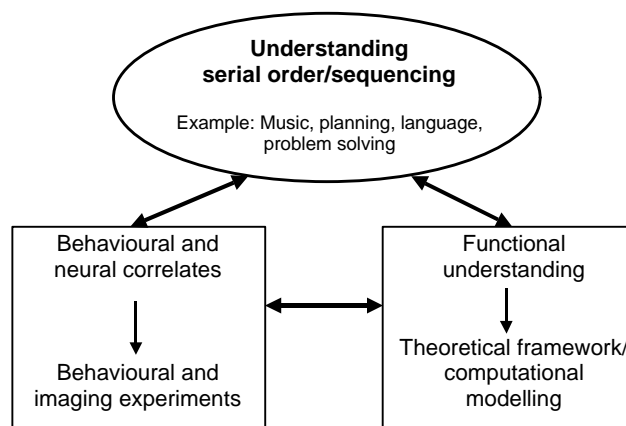 Understanding
serial order/sequencing
Example: Music, planning, language,
problem solving
Behavioural and
neural correlates
Behavioural and
imaging experiments
Functional
understanding
Theoretical framework/
computational
modelling